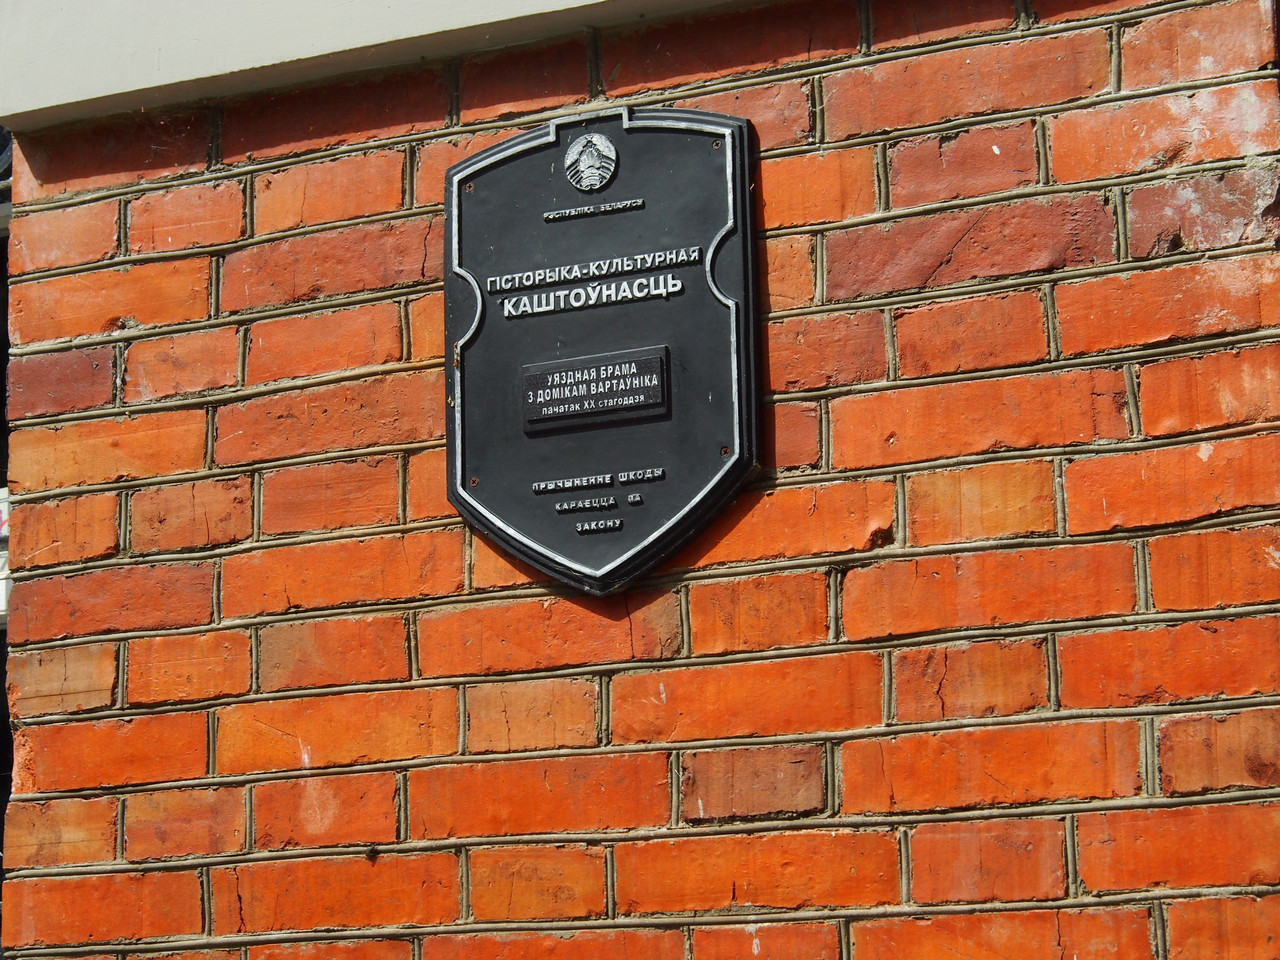 РЭСПУБЛІКА БЕЛАРУСЬ
ГІСТОРЫКА-КУЛЬТУРНАЯ
КАШТОЎНАСЦЬ
УЯЗДНАЯ БРАМА
З ДОМІКАМ ВАРТАЎНІКА
пачатак XX стагоддзя
ПРЫЧЫНЕННЕ ШКОДЫ
КАРАЕЦЦА ПА
ЗАКОНУ